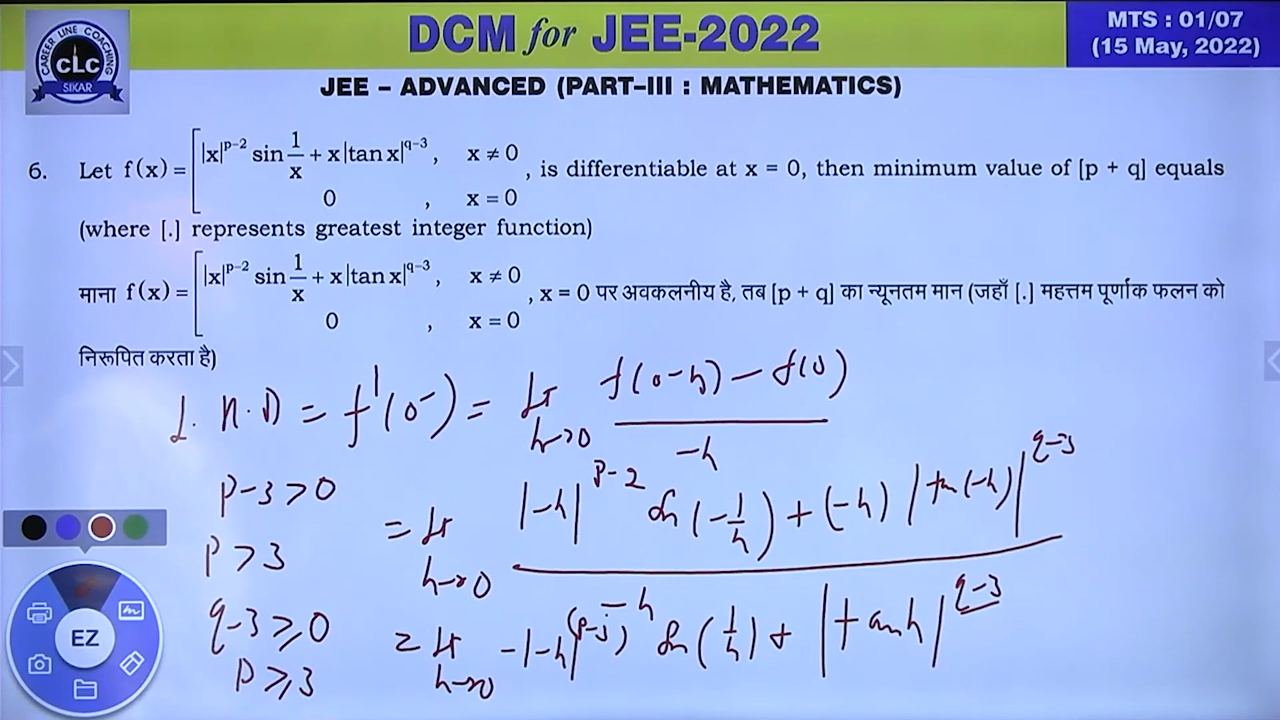 CAREER LINE COACHING
CLC
SIKAR
DCM for JEE-2022
MTS : 01/07
(15 May, 2022)
JEE – ADVANCED (PART–III : MATHEMATICS)
6. Let f(x) = [ |x|^{p–2} sin 1/x + x|tan x|^{q–3} , x ≠ 0
0 , x = 0 , is differentiable at x = 0, then minimum value of [p + q] equals
(where [.] represents greatest integer function)
माना f(x) = [ |x|^{p–2} sin 1/x + x|tan x|^{q–3} , x ≠ 0
0 , x = 0 , x = 0 पर अवकलनीय है, तब [p + q] का न्यूनतम मान (जहाँ [.] महत्तम पूर्णाक फलन को
निरूपित करता है)
L.H.D = f'(0⁻) = Lt h→0 f(0-h) - f(0) / -h
p-3>0
= Lt h→0 |-h|^{p-2} sin(-1/h) + (-h) |tan(-h)|^{q-3} / -h
p>3
q-3≥0
= Lt h→0 -|-h|^{(p-3)} sin(1/h) + |tan h|^{q-3}
p≥3
EZ